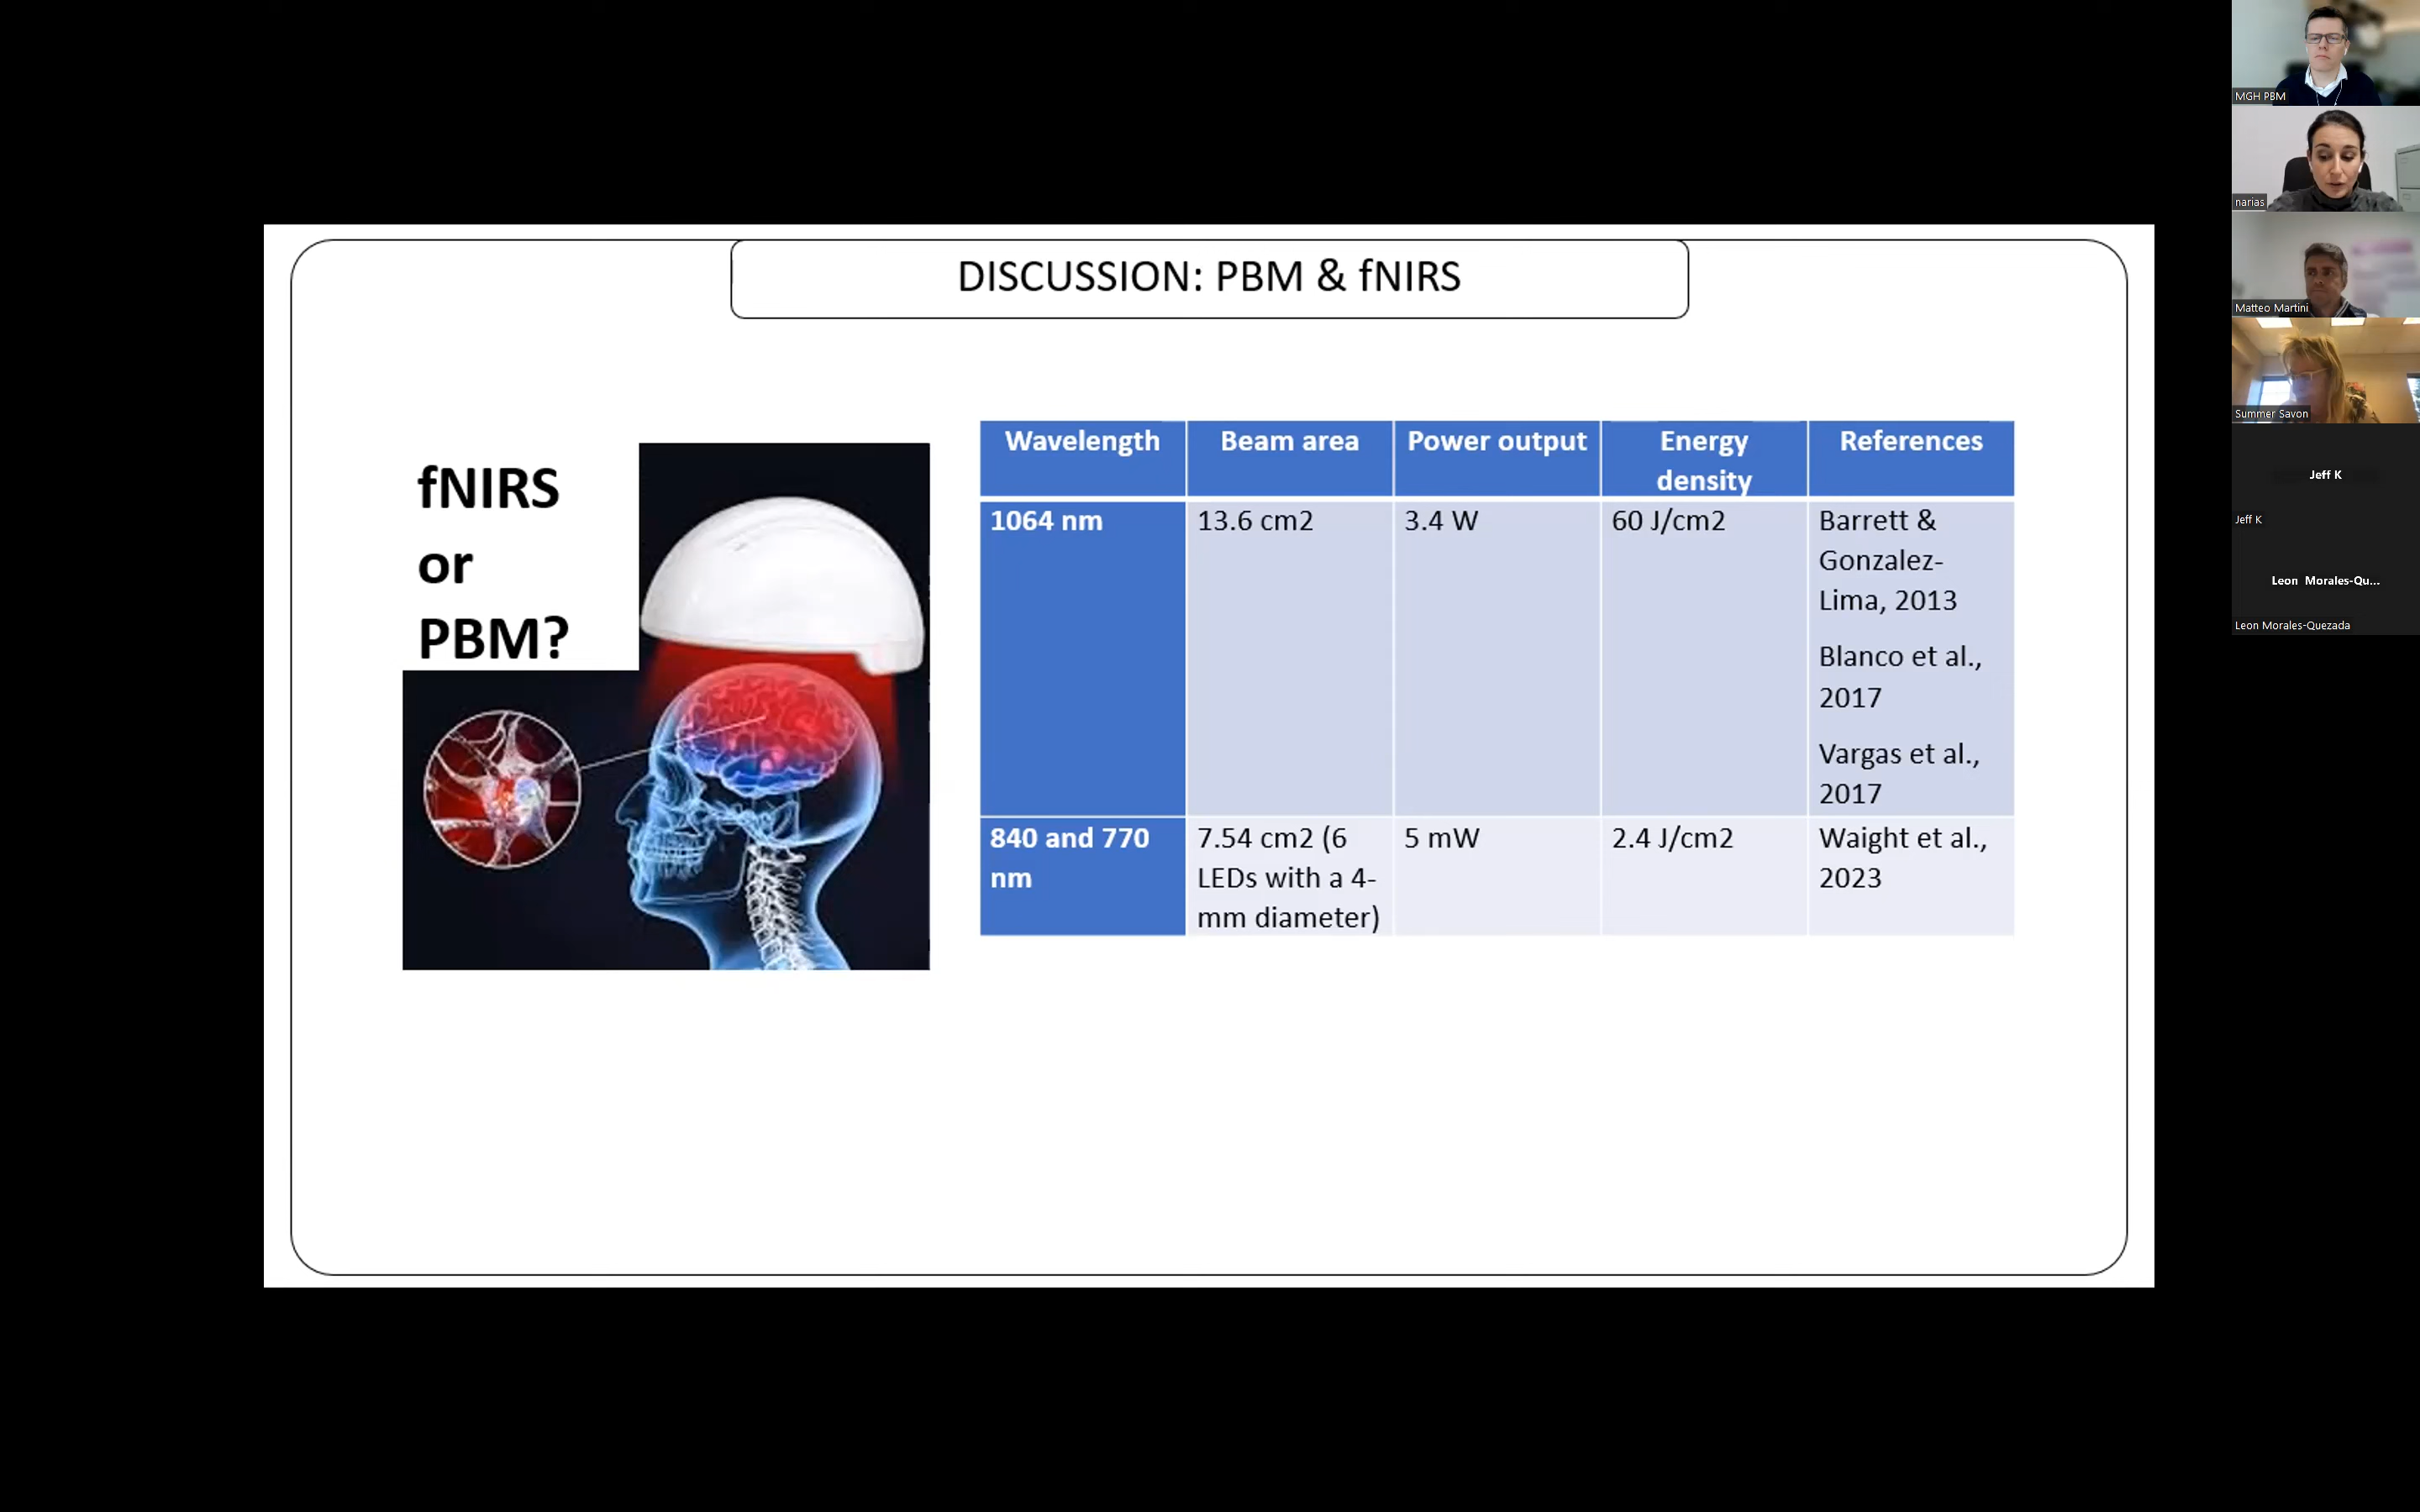 DISCUSSION: PBM & fNIRS
fNIRS
or
PBM?
Wavelength
Beam area
Power output
Energy
density
References
1064 nm
13.6 cm2
3.4 W
60 J/cm2
Barrett &
Gonzalez-
Lima, 2013
Blanco et al.,
2017
Vargas et al.,
2017
840 and 770
nm
7.54 cm2 (6
LEDs with a 4-
mm diameter)
5 mW
2.4 J/cm2
Waight et al.,
2023
MGH PBM
narias
Matteo Martini
Summer Savon
Jeff K
Jeff K
Leon Morales-Qu...
Leon Morales-Quezada